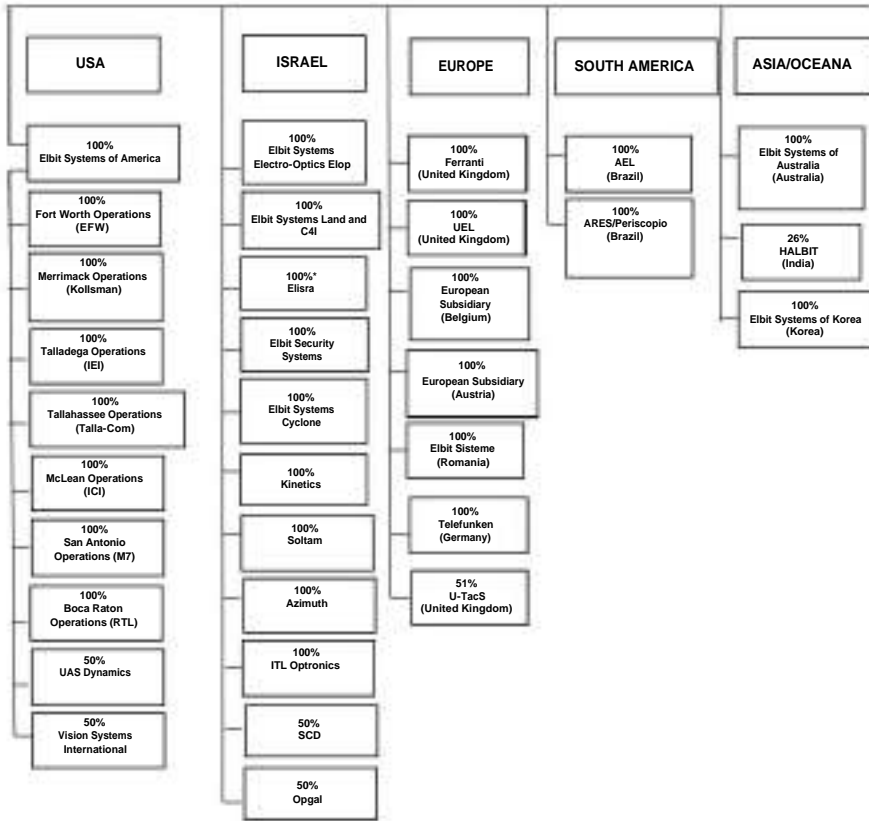 USA
100%
Elbit Systems of America
100%
Fort Worth Operations
(EFW)
100%
Merrimack Operations
(Kollsman)
100%
Talladega Operations
(IEI)
100%
Tallahassee Operations
(Talla-Com)
100%
McLean Operations
(ICI)
100%
San Antonio
Operations (M7)
100%
Boca Raton
Operations (RTL)
50%
UAS Dynamics
50%
Vision Systems
International
ISRAEL
100%
Elbit Systems
Electro-Optics Elop
100%
Elbit Systems Land and
C4I
100%*
Elisra
100%
Elbit Security
Systems
100%
Elbit Systems
Cyclone
100%
Kinetics
100%
Soltam
100%
Azimuth
100%
ITL Optronics
50%
SCD
50%
Opgal
EUROPE
100%
Ferranti
(United Kingdom)
100%
UEL
(United Kingdom)
100%
European
Subsidiary
(Belgium)
100%
European Subsidiary
(Austria)
100%
Elbit Sisteme
(Romania)
100%
Telefunken
(Germany)
51%
U-TacS
(United Kingdom)
SOUTH AMERICA
100%
AEL
(Brazil)
100%
ARES/Periscopio
(Brazil)
ASIA/OCEANA
100%
Elbit Systems of
Australia
(Australia)
26%
HALBIT
(India)
100%
Elbit Systems of Korea
(Korea)